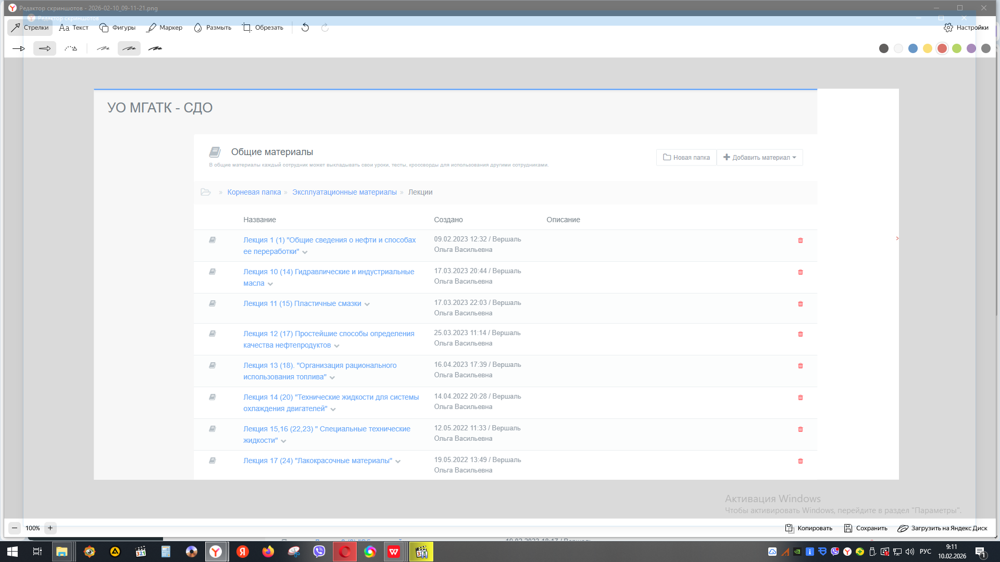 Редактор скриншотов - 2026-02-10_09-11-21.png
Редактор скриншотов
Стрелки
Aa Текст
Фигуры
Маркер
Размыть
Обрезать
Настройки
УО МГАТК - СДО
Общие материалы
В общие материалы каждый сотрудник может выкладывать свои уроки, тесты, кроссворды для использования другими сотрудниками.
Новая папка
Добавить материал
» Корневая папка » Эксплуатационные материалы » Лекции
Название Создано Описание
Лекция 1 (1) "Общие сведения о нефти и способах
ее переработки"
09.02.2023 12:32 / Вершаль
Ольга Васильевна
Лекция 10 (14) Гидравлические и индустриальные
масла
17.03.2023 20:44 / Вершаль
Ольга Васильевна
Лекция 11 (15) Пластичные смазки
17.03.2023 22:03 / Вершаль
Ольга Васильевна
Лекция 12 (17) Простейшие способы определения
качества нефтепродуктов
25.03.2023 11:14 / Вершаль
Ольга Васильевна
Лекция 13 (18). "Организация рационального
использования топлива"
16.04.2023 17:39 / Вершаль
Ольга Васильевна
Лекция 14 (20) "Технические жидкости для системы
охлаждения двигателей"
14.04.2022 20:28 / Вершаль
Ольга Васильевна
Лекция 15,16 (22,23) " Специальные технические
жидкости"
12.05.2022 11:33 / Вершаль
Ольга Васильевна
Лекция 17 (24) "Лакокрасочные материалы"
19.05.2022 13:49 / Вершаль
Ольга Васильевна
Активация Windows
Чтобы активировать Windows, перейдите в раздел "Параметры".
100%
Копировать
Сохранить
Загрузить на Яндекс Диск
РУС
9:11
10.02.2026
1